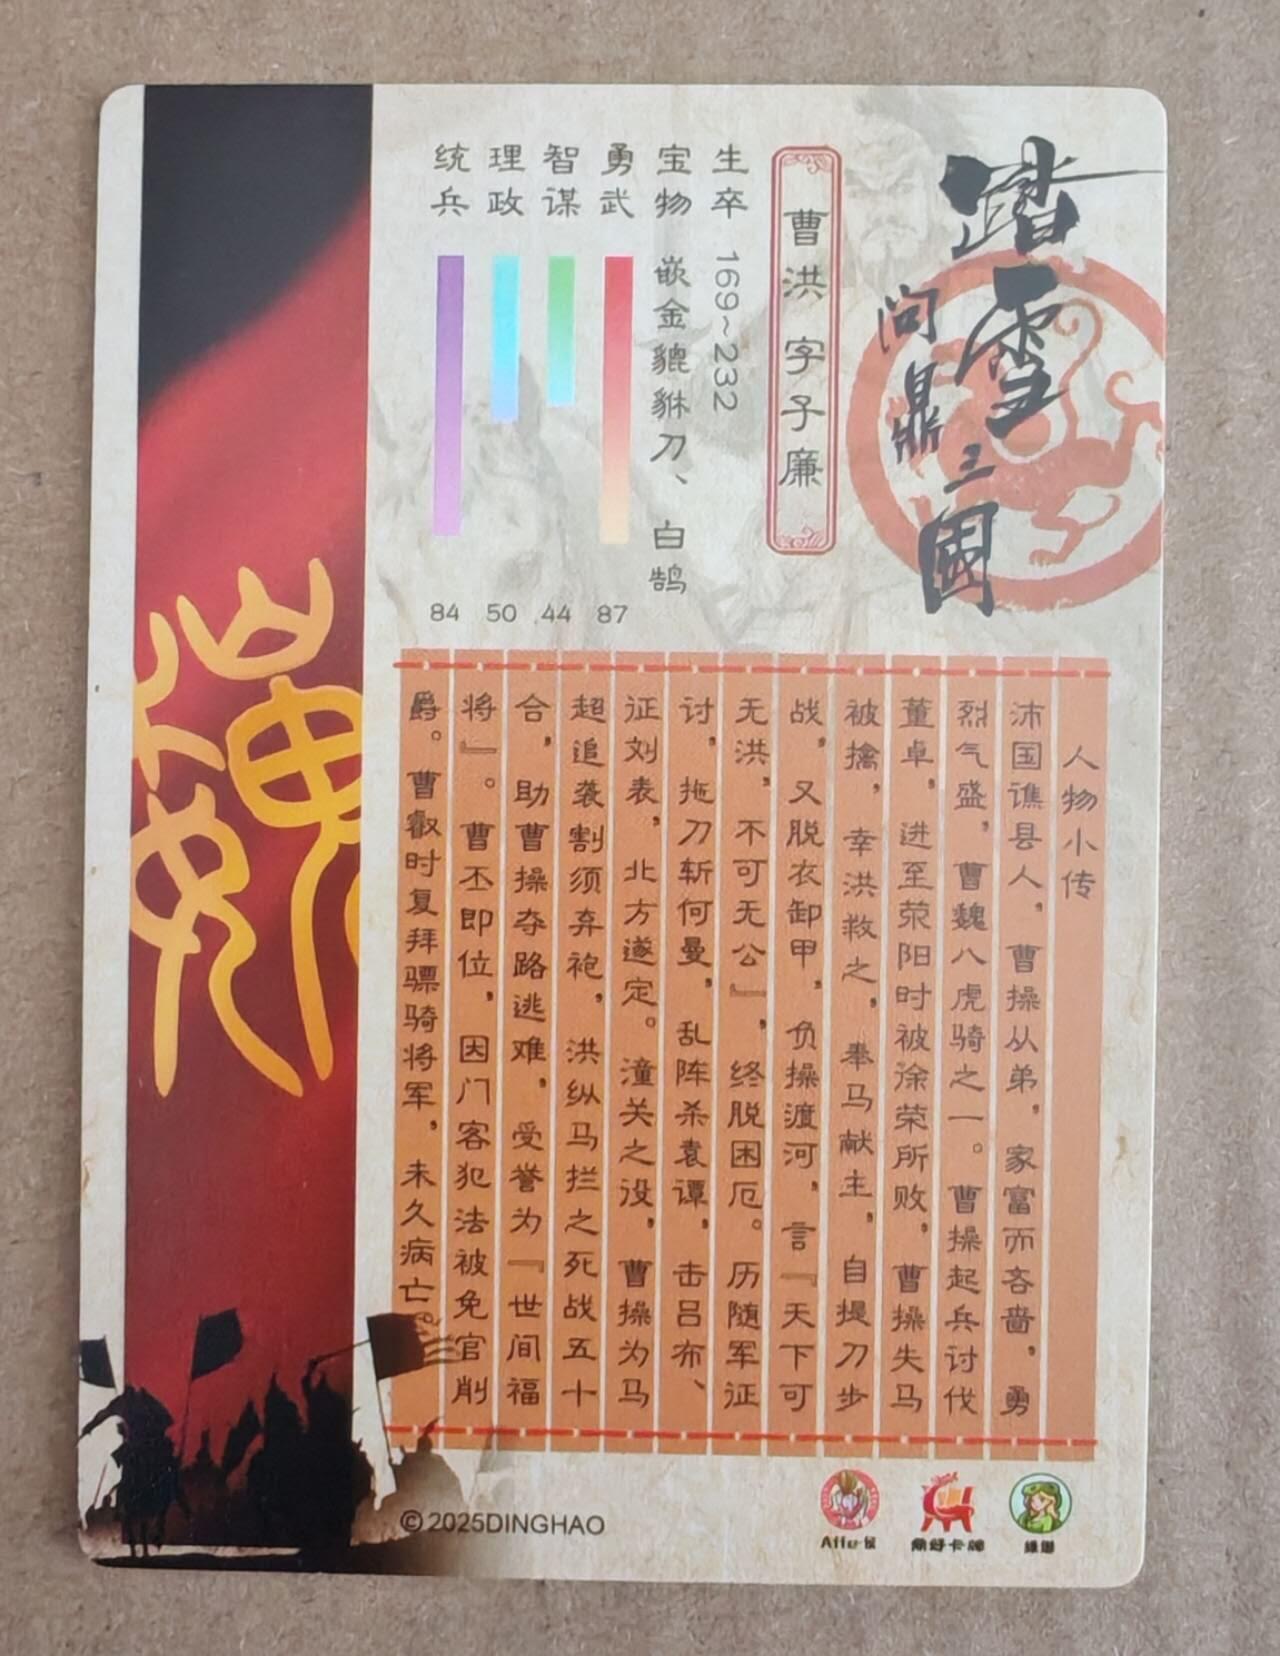 踏雪
问鼎三国
曹洪 字子廉
生卒 169~232
宝物 嵌金貔貅刀、白鹄
勇武 87
智谋 44
理政 50
统兵 84
魏
人物小传
沛国谯县人，曹操从弟，家富而吝啬，勇
烈气盛，曹魏八虎骑之一。曹操起兵讨伐
董卓，进至荥阳时被徐荣所败，曹操失马
被擒，幸洪救之，奉马献主，自提刀步
战，又脱衣卸甲，负操渡河，言『天下可
无洪，不可无公』，终脱困厄。历随军征
讨，拖刀斩何曼，乱阵杀袁谭，击吕布、
征刘表，北方遂定。潼关之役，曹操为马
超追袭割须弃袍，洪纵马拦之死战五十
合，助曹操夺路逃难，受誉为『世间福
将』。曹丕即位，因门客犯法被免官削
爵。曹叡时复拜骠骑将军，未久病亡。
©2025DINGHAO
鼎好卡牌